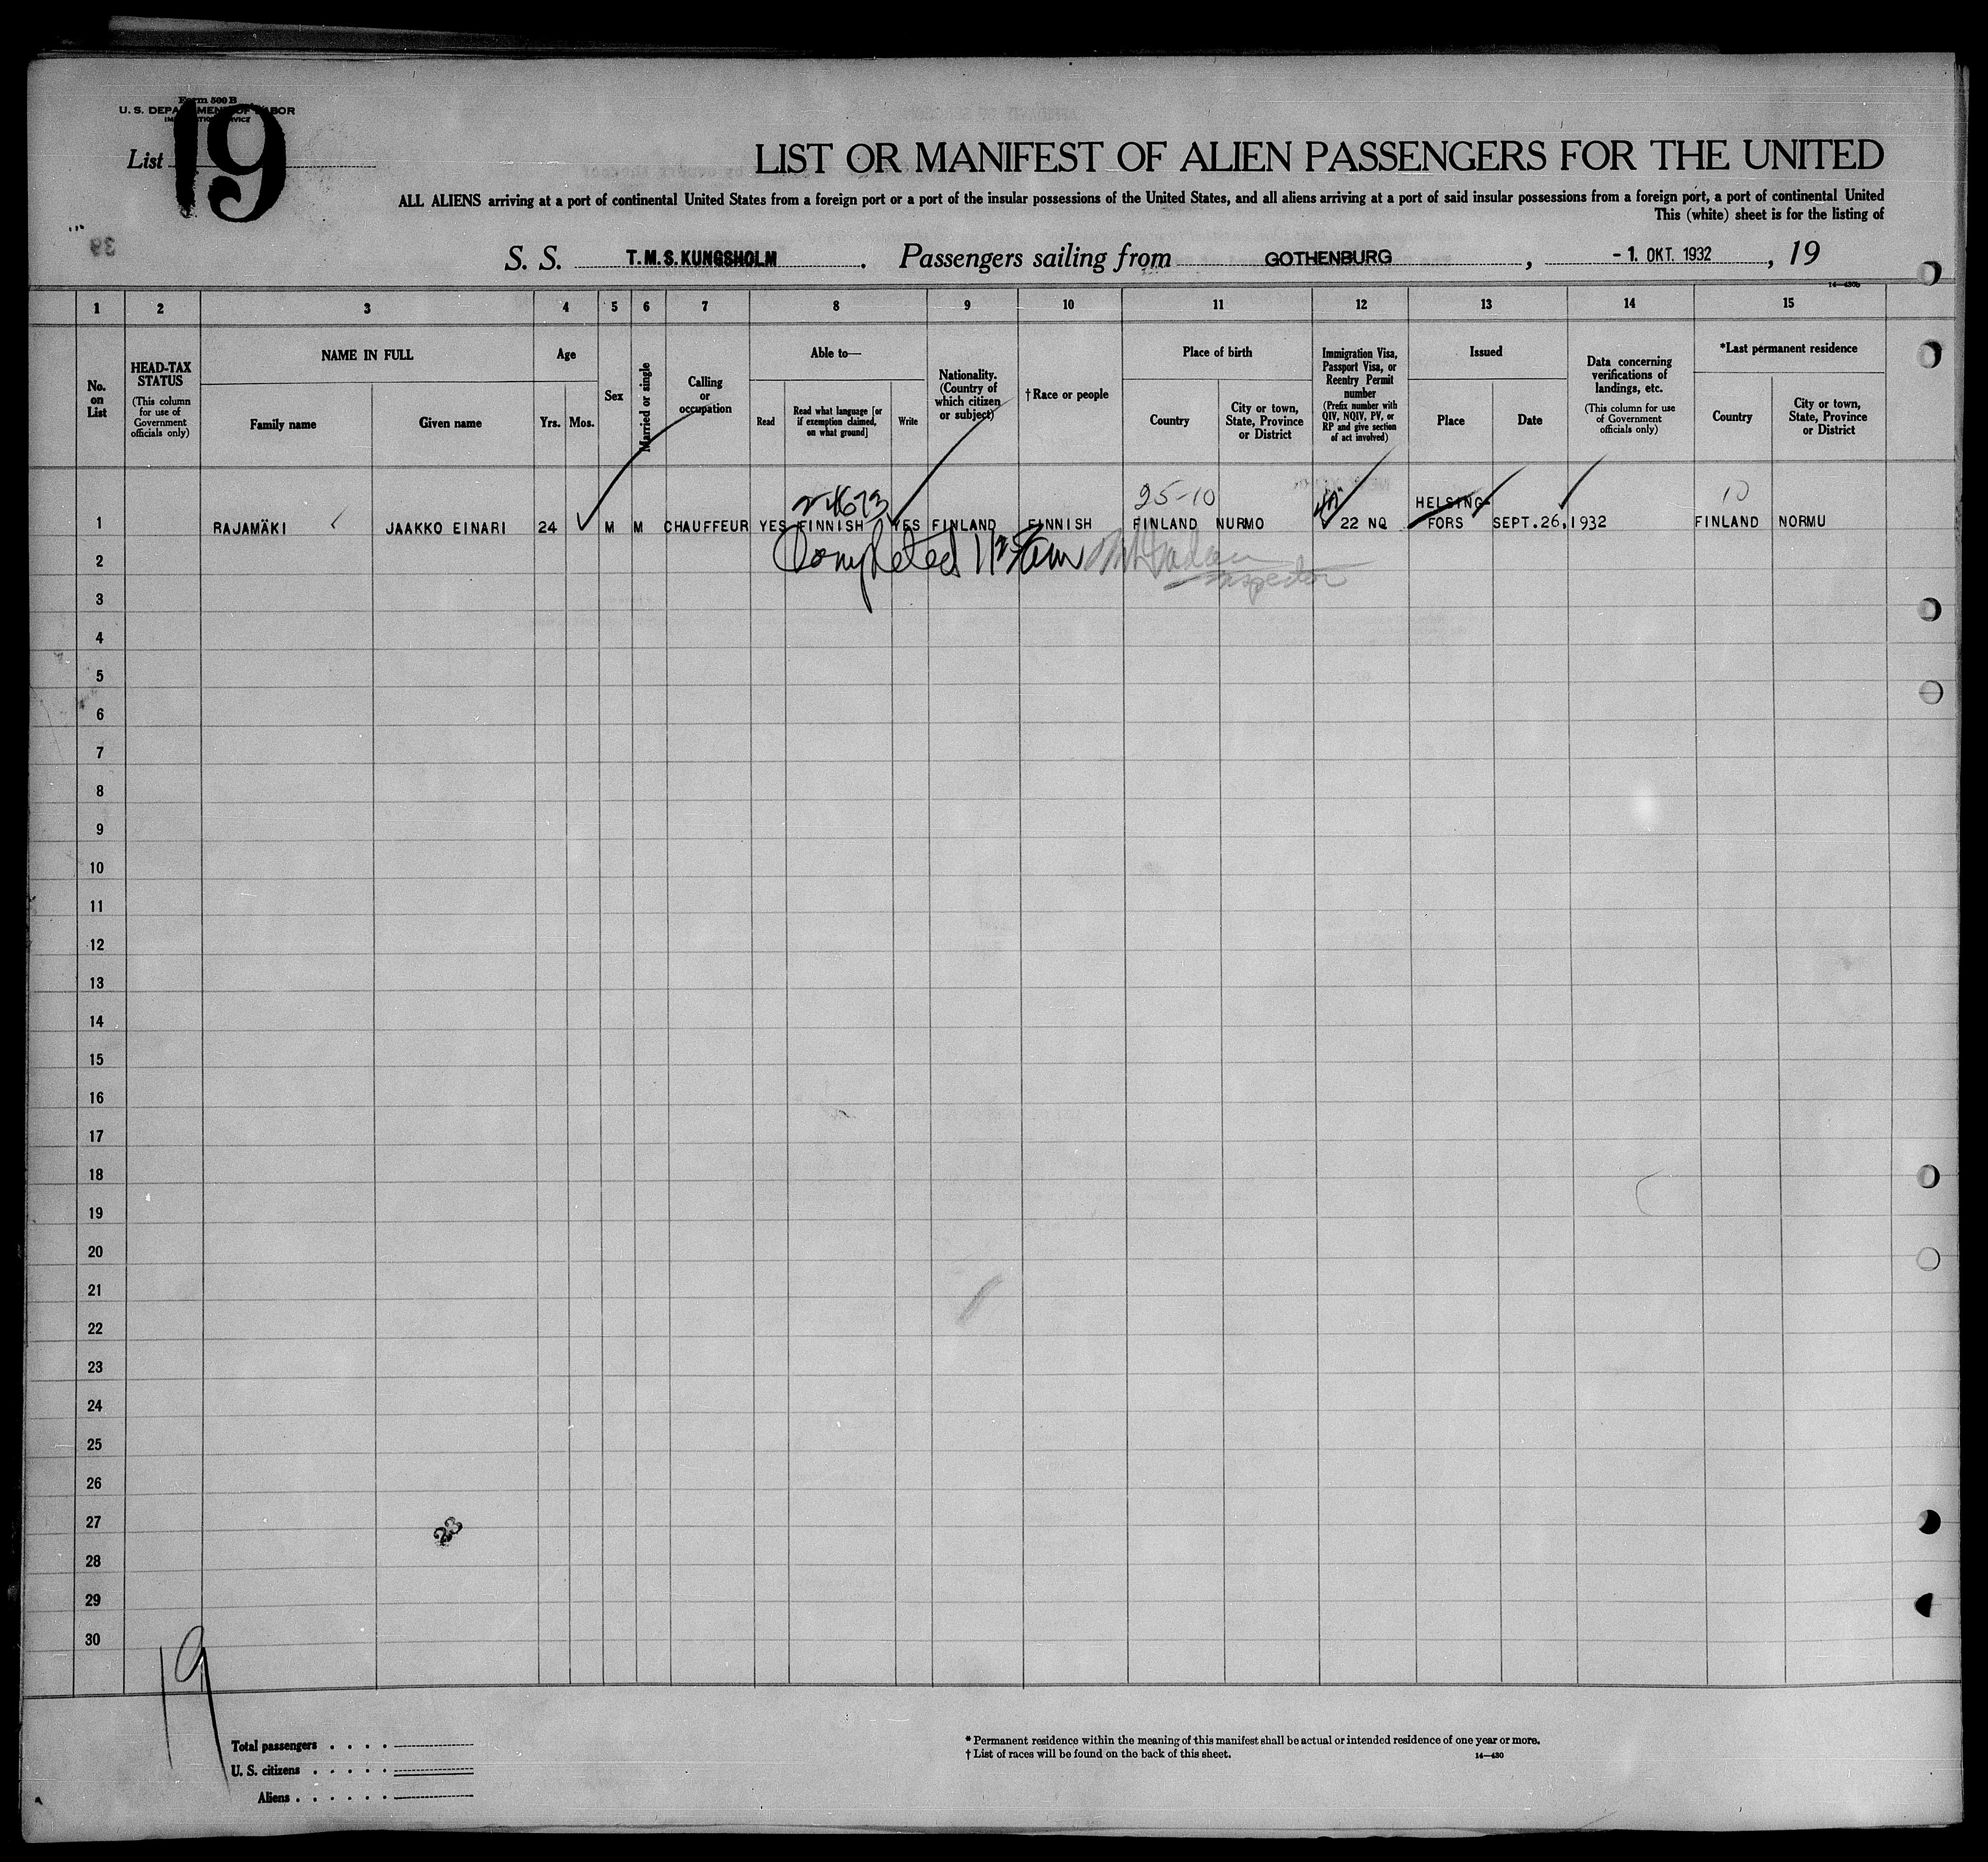 Form 500 B
U. S. DEPARTMENT OF LABOR
IMMIGRATION SERVICE
List 19
LIST OR MANIFEST OF ALIEN PASSENGERS FOR THE UNITED
ALL ALIENS arriving at a port of continental United States from a foreign port or a port of the insular possessions of the United States, and all aliens arriving at a port of said insular possessions from a foreign port, a port of continental United
This (white) sheet is for the listing of
39
S. S. T.M.S. KUNGSHOLM . Passengers sailing from GOTHENBURG , -1. OKT. 1932 , 19
14—430b
1 2 3 4 5 6 7 8 9 10 11 12 13 14 15
No. on List
HEAD-TAX STATUS
(This column for use of Government officials only)
NAME IN FULL
Family name
Given name
Age
Yrs.
Mos.
Sex
Married or single
Calling or occupation
Able to—
Read
Read what language [or if exemption claimed, on what ground]
Write
Nationality. (Country of which citizen or subject)
† Race or people
Place of birth
Country
City or town, State, Province or District
Immigration Visa, Passport Visa, or Reentry Permit number
(Prefix number with QIV, NQIV, PV, or RP and give section of act involved)
Issued
Place
Date
Data concerning verifications of landings, etc.
(This column for use of Government officials only)
*Last permanent residence
Country
City or town, State, Province or District
25-10
10
1 RAJAMÄKI JAAKKO EINARI 24 M M CHAUFFEUR YES FINNISH YES FINLAND FINNISH FINLAND NURMO 22 NQ HELSING-FORS SEPT.26,1932 FINLAND NORMU
Completed
Inspector
2
3
4
5
6
7
8
9
10
11
12
13
14
15
16
17
18
19
20
21
22
23
24
25
26
27
23
28
29
30
19
Total passengers . . . .
U. S. citizens . . . . .
Aliens . . . . . .
* Permanent residence within the meaning of this manifest shall be actual or intended residence of one year or more.
† List of races will be found on the back of this sheet.
14—430